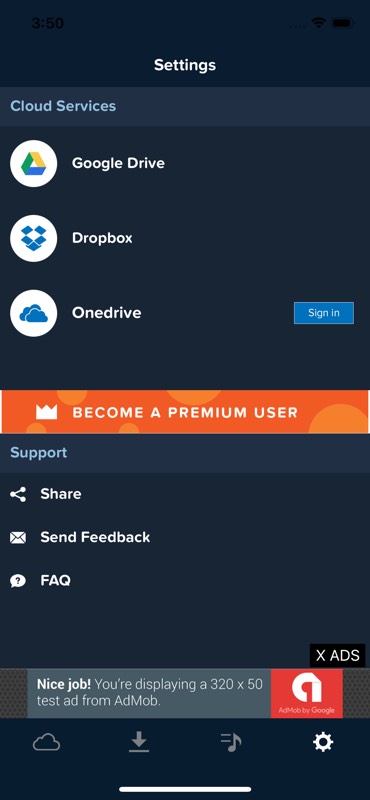 3:50
Settings
Cloud Services
Google Drive
Dropbox
Onedrive
Sign in
BECOME A PREMIUM USER
Support
Share
Send Feedback
FAQ
X ADS
Nice job! You're displaying a 320 x 50
test ad from AdMob.
AdMob by Google